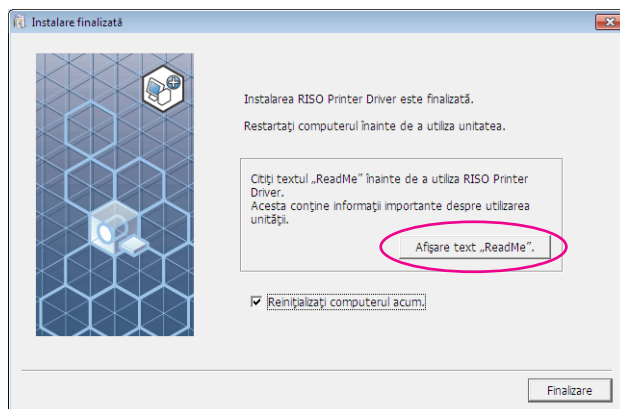 Instalare finalizată
Instalarea RISO Printer Driver este finalizată.
Restartați computerul înainte de a utiliza unitatea.
Citiți textul „ReadMe” înainte de a utiliza RISO Printer
Driver.
Acesta conține informații importante despre utilizarea
unității.
Afișare text „ReadMe”.
Reinițializați computerul acum.
Finalizare